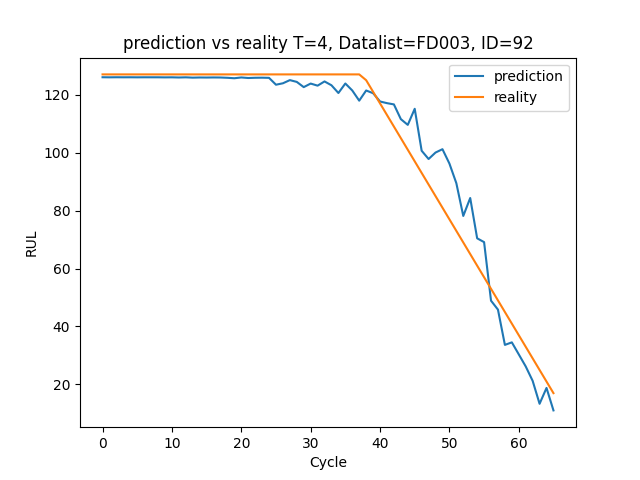 prediction vs reality T=4, Datalist=FD003, ID=92
prediction
reality
120
100
80
60
40
20
RUL
0 10 20 30 40 50 60
Cycle